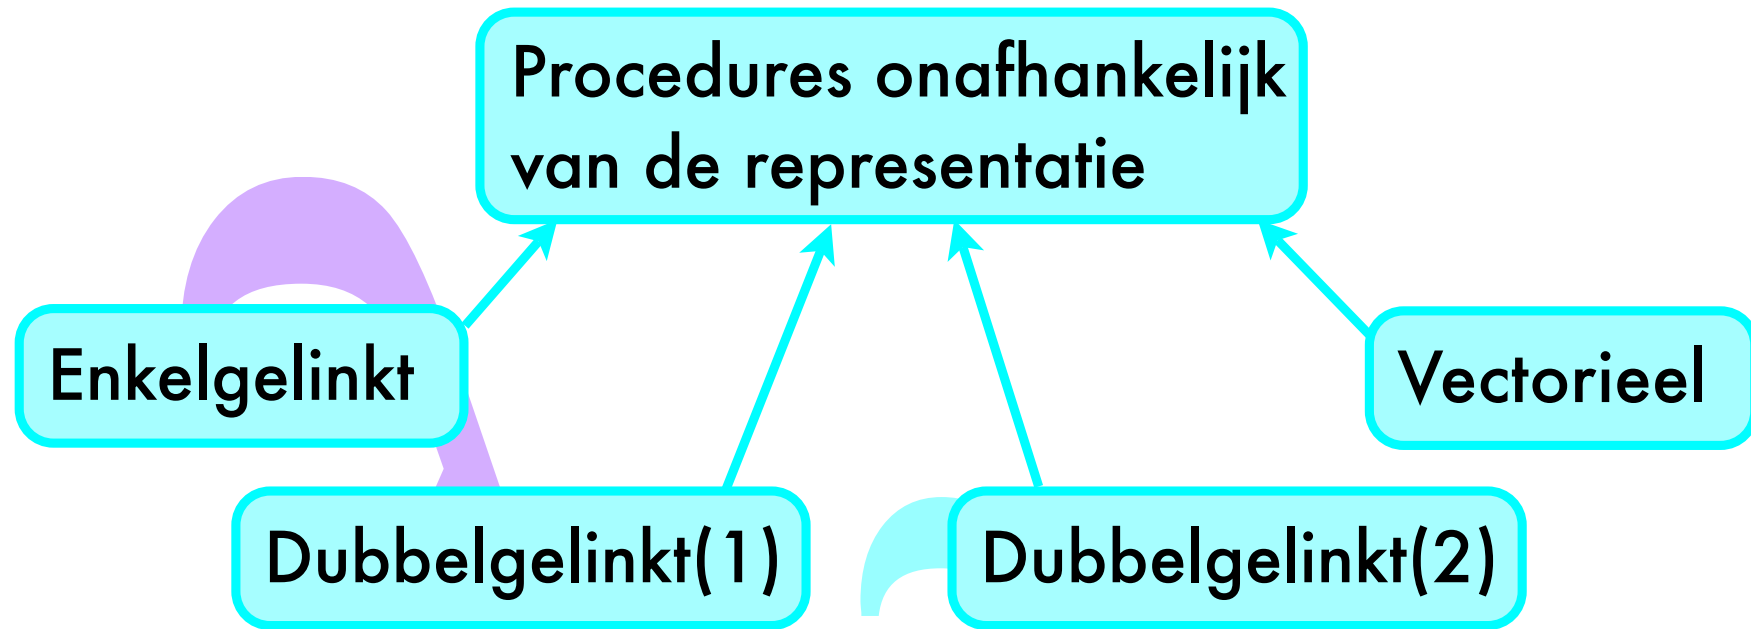 Procedures onafhankelijk
van de representatie
Enkelgelinkt
Vectorieel
Dubbelgelinkt(1)
Dubbelgelinkt(2)